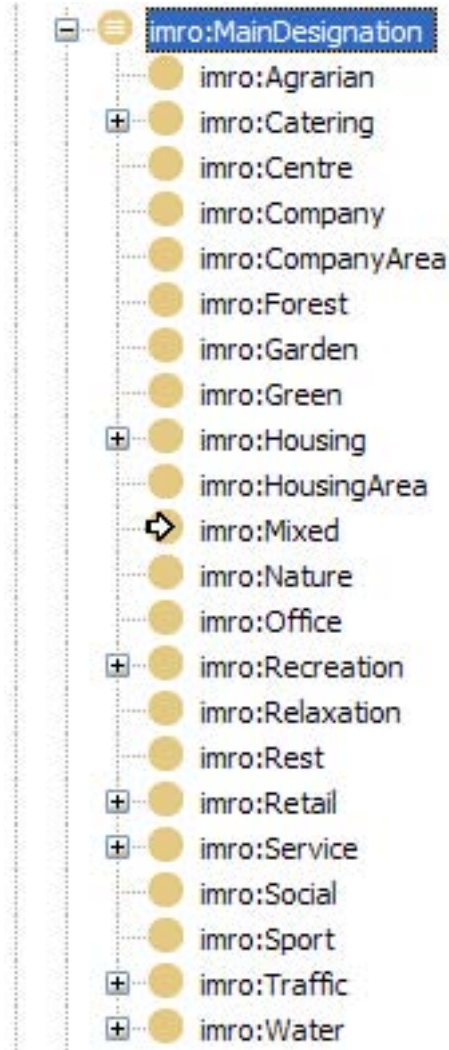 imro:MainDesignation
imro:Agrarian
imro:Catering
imro:Centre
imro:Company
imro:CompanyArea
imro:Forest
imro:Garden
imro:Green
imro:Housing
imro:HousingArea
imro:Mixed
imro:Nature
imro:Office
imro:Recreation
imro:Relaxation
imro:Rest
imro:Retail
imro:Service
imro:Social
imro:Sport
imro:Traffic
imro:Water